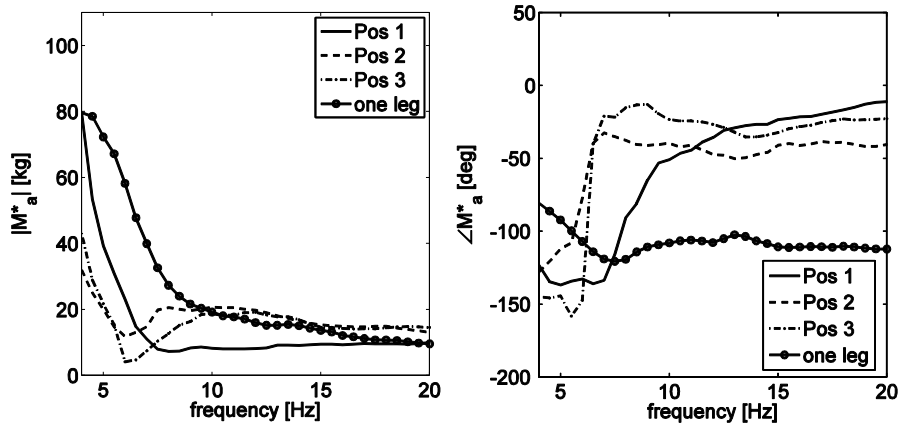 100
80
60
40
20
0
|M*a| [kg]
5
10
15
20
frequency [Hz]
Pos 1
Pos 2
Pos 3
one leg
50
0
-50
-100
-150
-200
∠M*a [deg]
5
10
15
20
frequency [Hz]
Pos 1
Pos 2
Pos 3
one leg